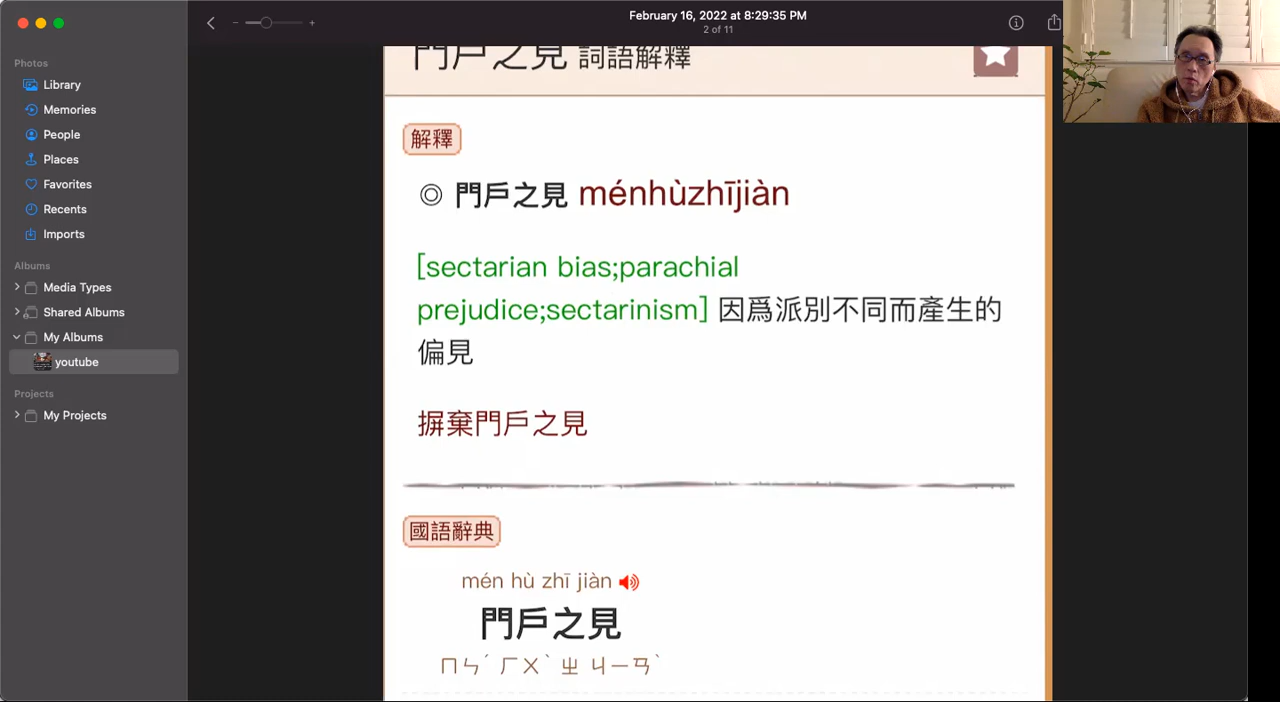 February 16, 2022 at 8:29:35 PM
2 of 11
Photos
Library
Memories
People
Places
Favorites
Recents
Imports
Albums
Media Types
Shared Albums
My Albums
youtube
Projects
My Projects
門戶之見 詞語解釋
解釋
◎ 門戶之見 ménhùzhījiàn
[sectarian bias;parachial
prejudice;sectarinism] 因爲派別不同而產生的
偏見
摒棄門戶之見
國語辭典
mén hù zhī jiàn
門戶之見
ㄇㄣˊ ㄏㄨˋ ㄓ ㄐㄧㄢˋ